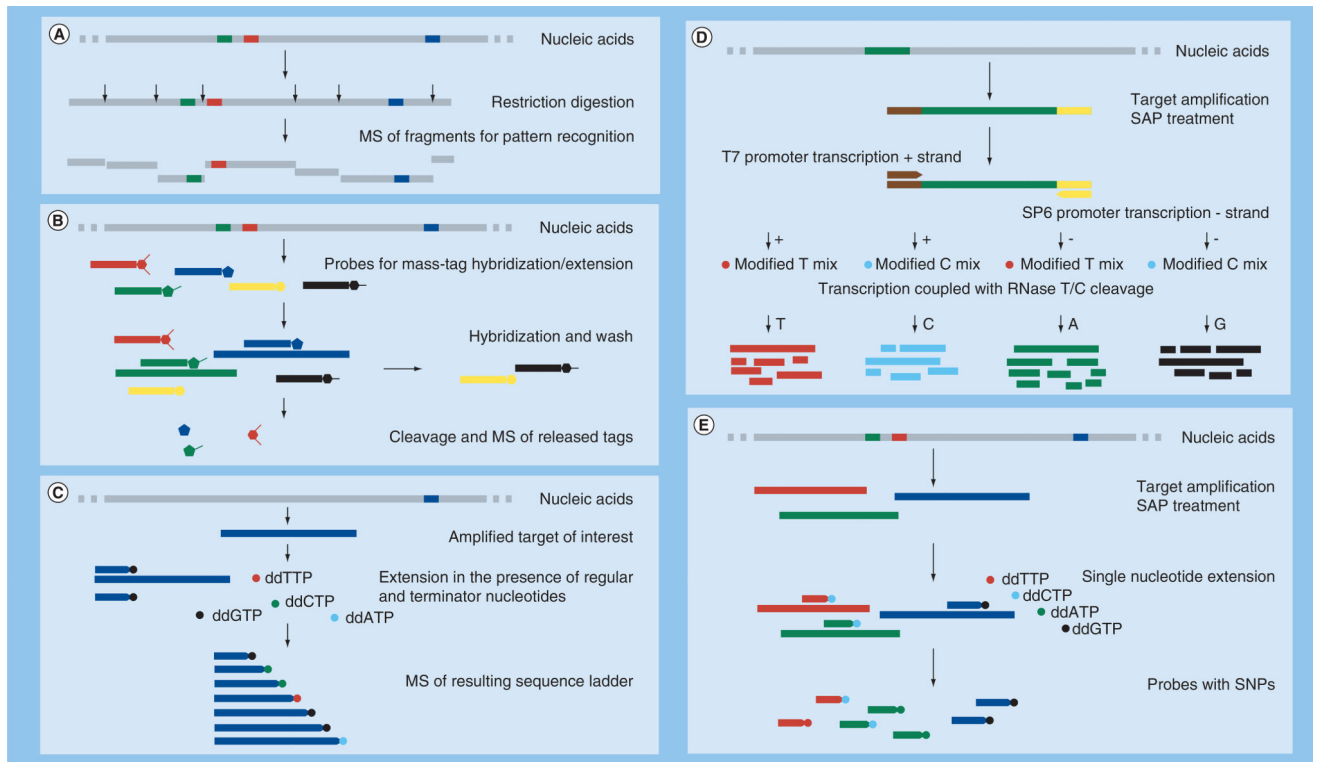 A
Nucleic acids
Restriction digestion
MS of fragments for pattern recognition
B
Nucleic acids
Probes for mass-tag hybridization/extension
Hybridization and wash
Cleavage and MS of released tags
C
Nucleic acids
Amplified target of interest
Extension in the presence of regular
and terminator nucleotides
ddTTP
ddCTP
ddGTP
ddATP
MS of resulting sequence ladder
D
Nucleic acids
Target amplification
SAP treatment
T7 promoter transcription + strand
SP6 promoter transcription - strand
+ + - -
Modified T mix Modified C mix Modified T mix Modified C mix
Transcription coupled with RNase T/C cleavage
T C A G
E
Nucleic acids
Target amplification
SAP treatment
Single nucleotide extension
ddTTP
ddCTP
ddATP
ddGTP
Probes with SNPs